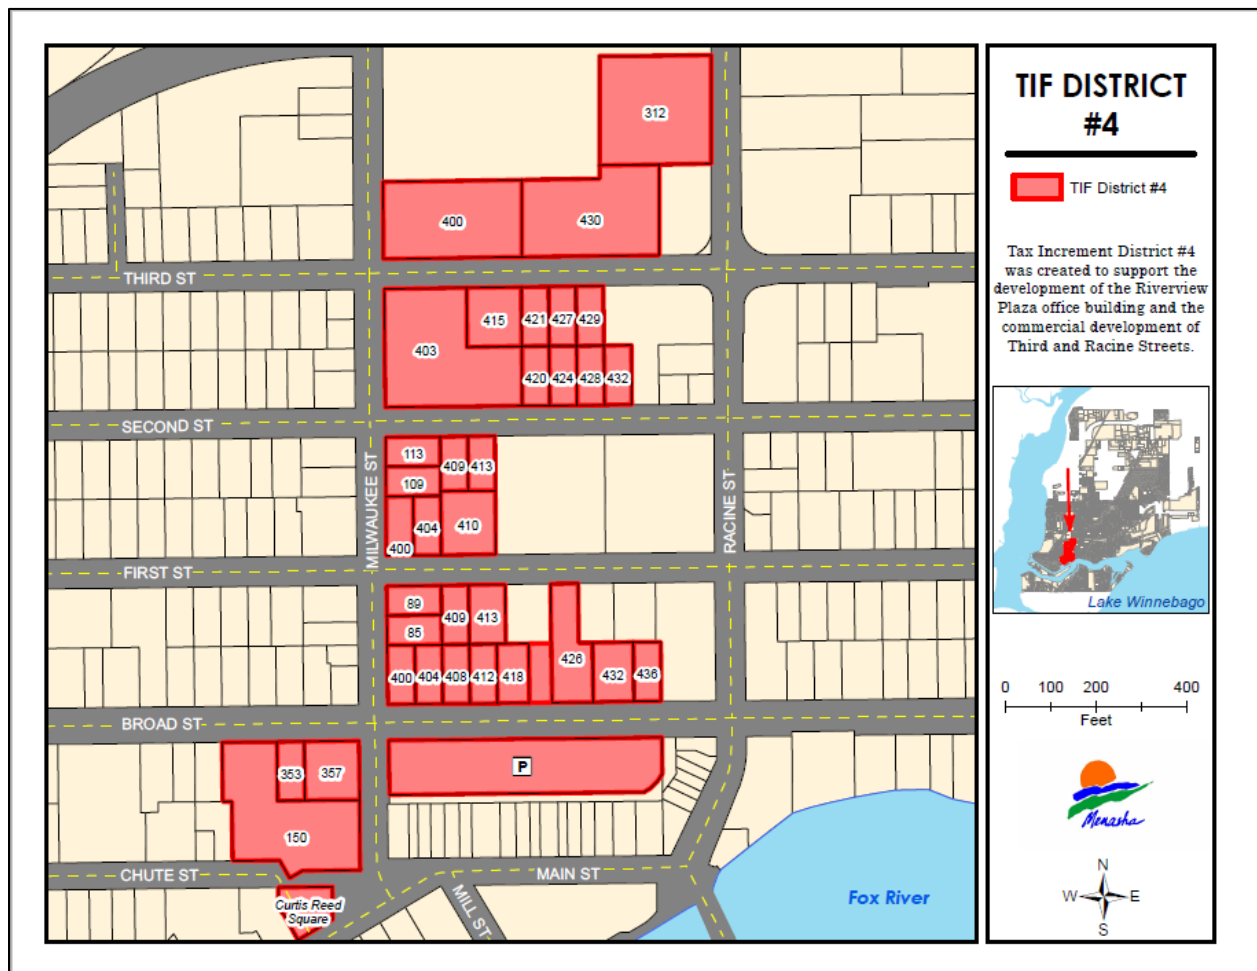 312
400
430
THIRD ST
415
421
427
429
403
420
424
428
432
SECOND ST
MILWAUKEE ST
RACINE ST
113
409
413
109
404
410
400
FIRST ST
89
409
413
85
400
404
408
412
418
426
432
436
BROAD ST
353
357
P
150
CHUTE ST
MAIN ST
MILL ST
Curtis Reed
Square
Fox River
TIF DISTRICT
#4
TIF District #4
Tax Increment District #4
was created to support the
development of the Riverview
Plaza office building and the
commercial development of
Third and Racine Streets.
Lake Winnebago
0 100 200 400
Feet
Menasha
N
W E
S